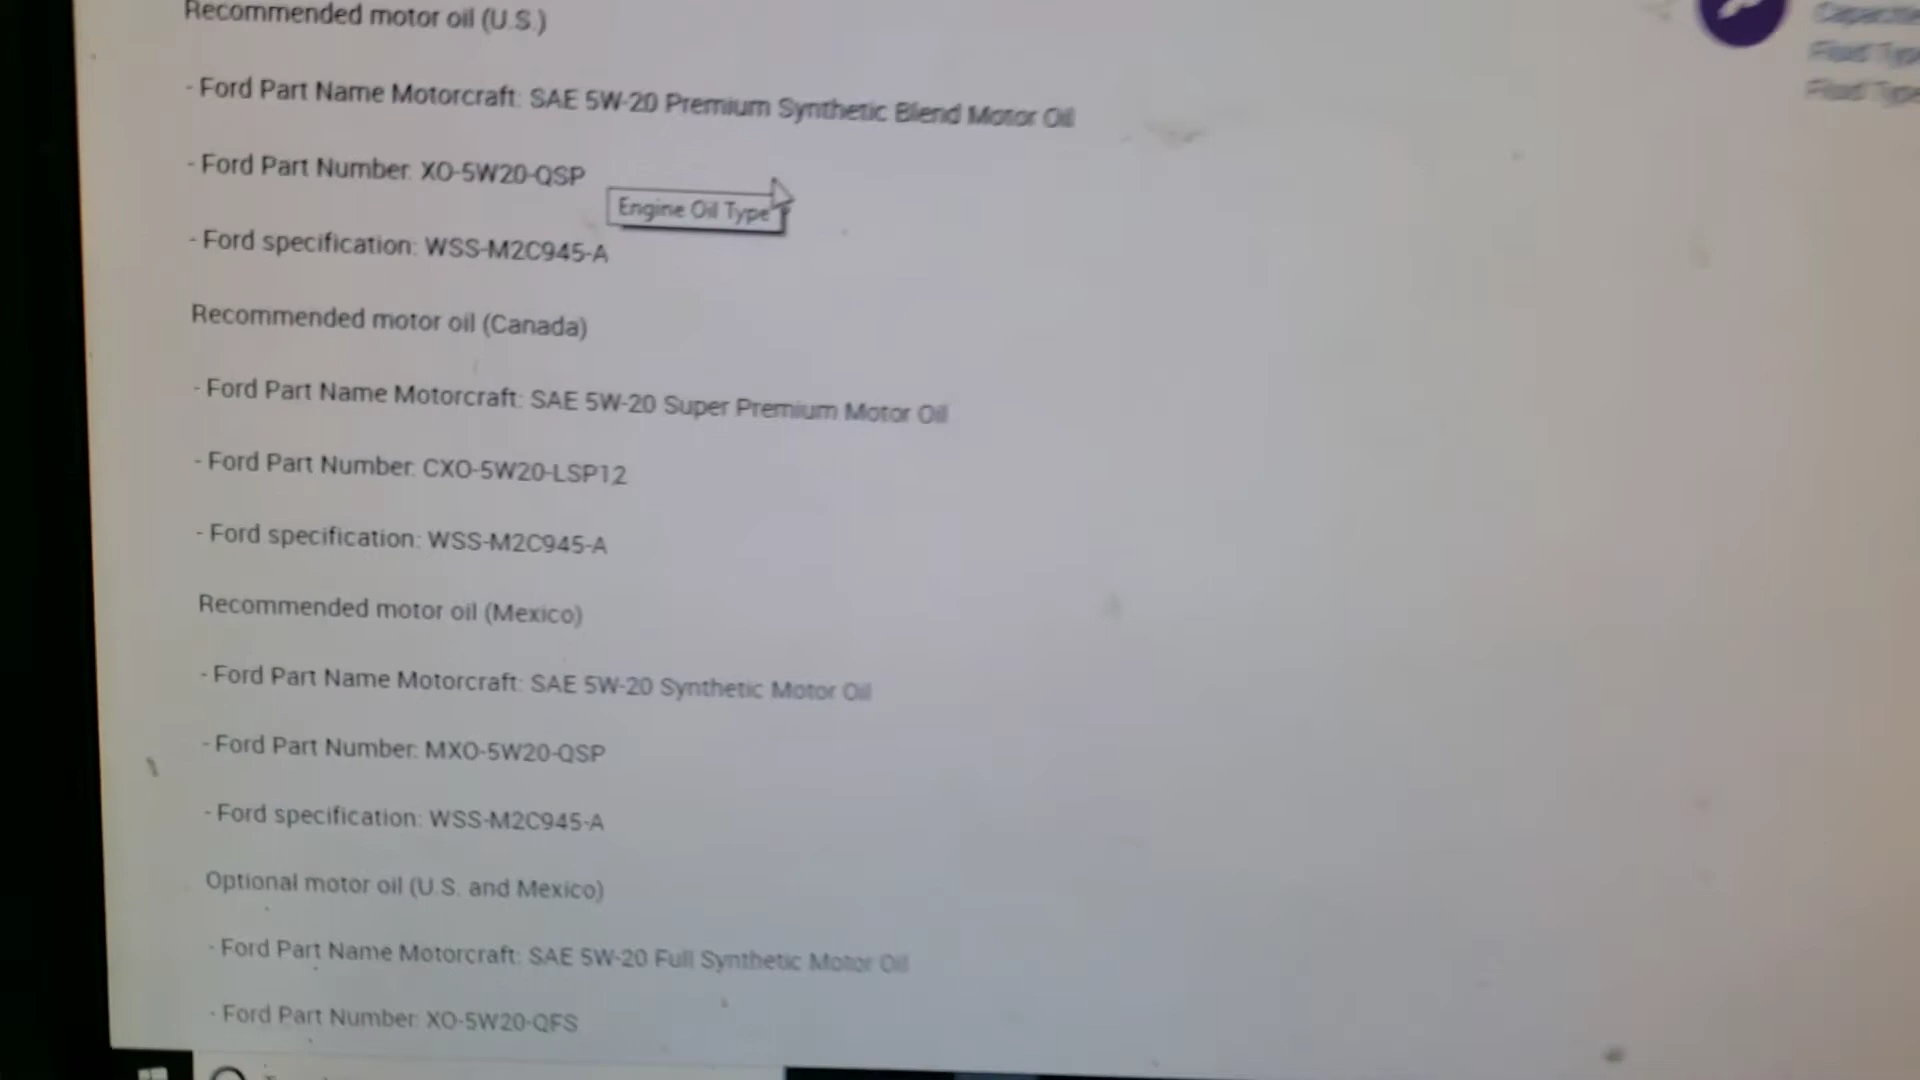 Recommended motor oil (U.S.)
- Ford Part Name Motorcraft: SAE 5W-20 Premium Synthetic Blend Motor Oil
- Ford Part Number: XO-5W20-QSP
Engine Oil Type
- Ford specification: WSS-M2C945-A
Recommended motor oil (Canada)
- Ford Part Name Motorcraft: SAE 5W-20 Super Premium Motor Oil
- Ford Part Number: CXO-5W20-LSP12
- Ford specification: WSS-M2C945-A
Recommended motor oil (Mexico)
- Ford Part Name Motorcraft: SAE 5W-20 Synthetic Motor Oil
- Ford Part Number: MXO-5W20-QSP
- Ford specification: WSS-M2C945-A
Optional motor oil (U.S. and Mexico)
- Ford Part Name Motorcraft: SAE 5W-20 Full Synthetic Motor Oil
- Ford Part Number: XO-5W20-QFS
Fluid
Fluid